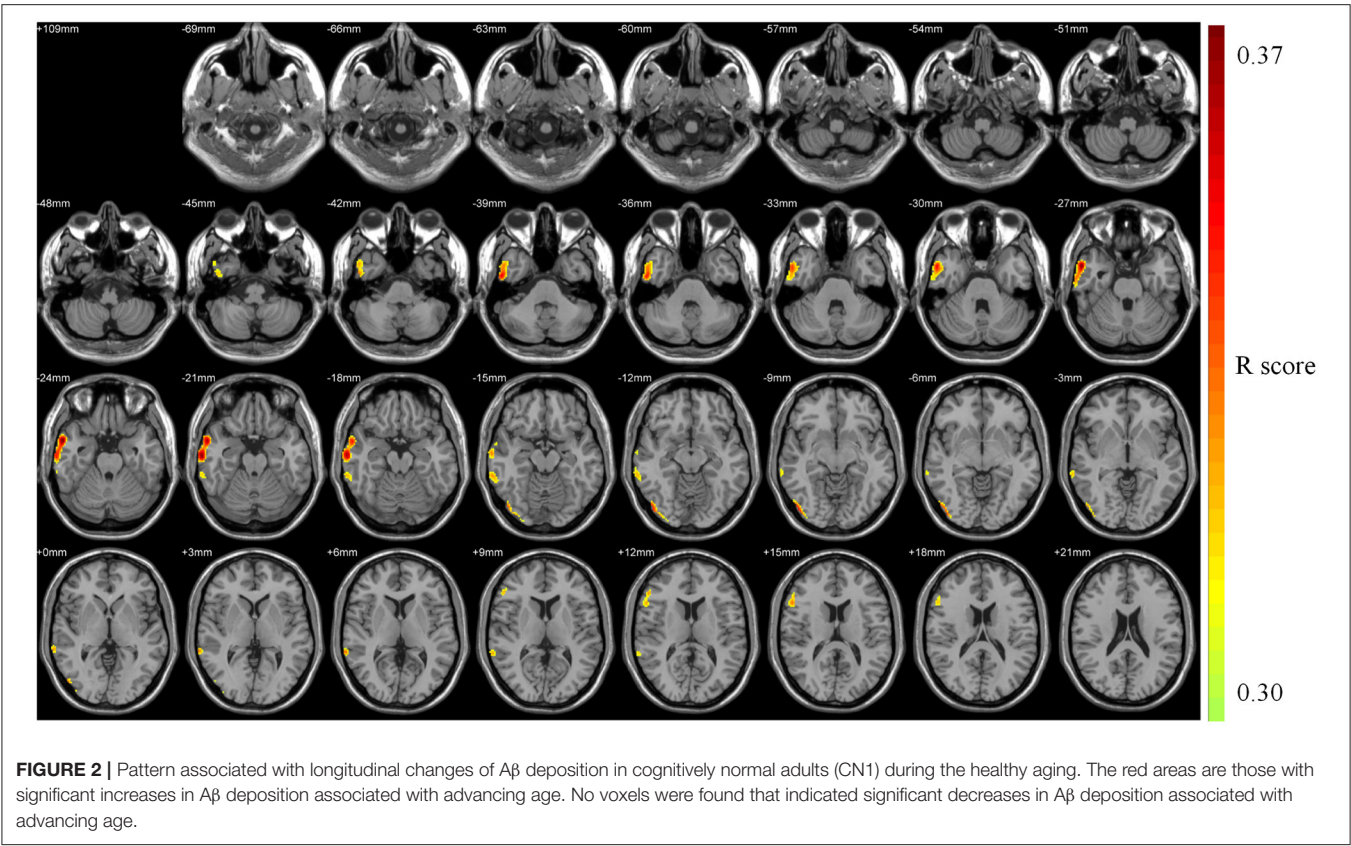 +109mm -69mm -66mm -63mm -60mm -57mm -54mm -51mm
0.37
-48mm -45mm -42mm -39mm -36mm -33mm -30mm -27mm
R score
-24mm -21mm -18mm -15mm -12mm -9mm -6mm -3mm
+0mm +3mm +6mm +9mm +12mm +15mm +18mm +21mm
0.30
FIGURE 2 | Pattern associated with longitudinal changes of Aβ deposition in cognitively normal adults (CN1) during the healthy aging. The red areas are those with
significant increases in Aβ deposition associated with advancing age. No voxels were found that indicated significant decreases in Aβ deposition associated with
advancing age.